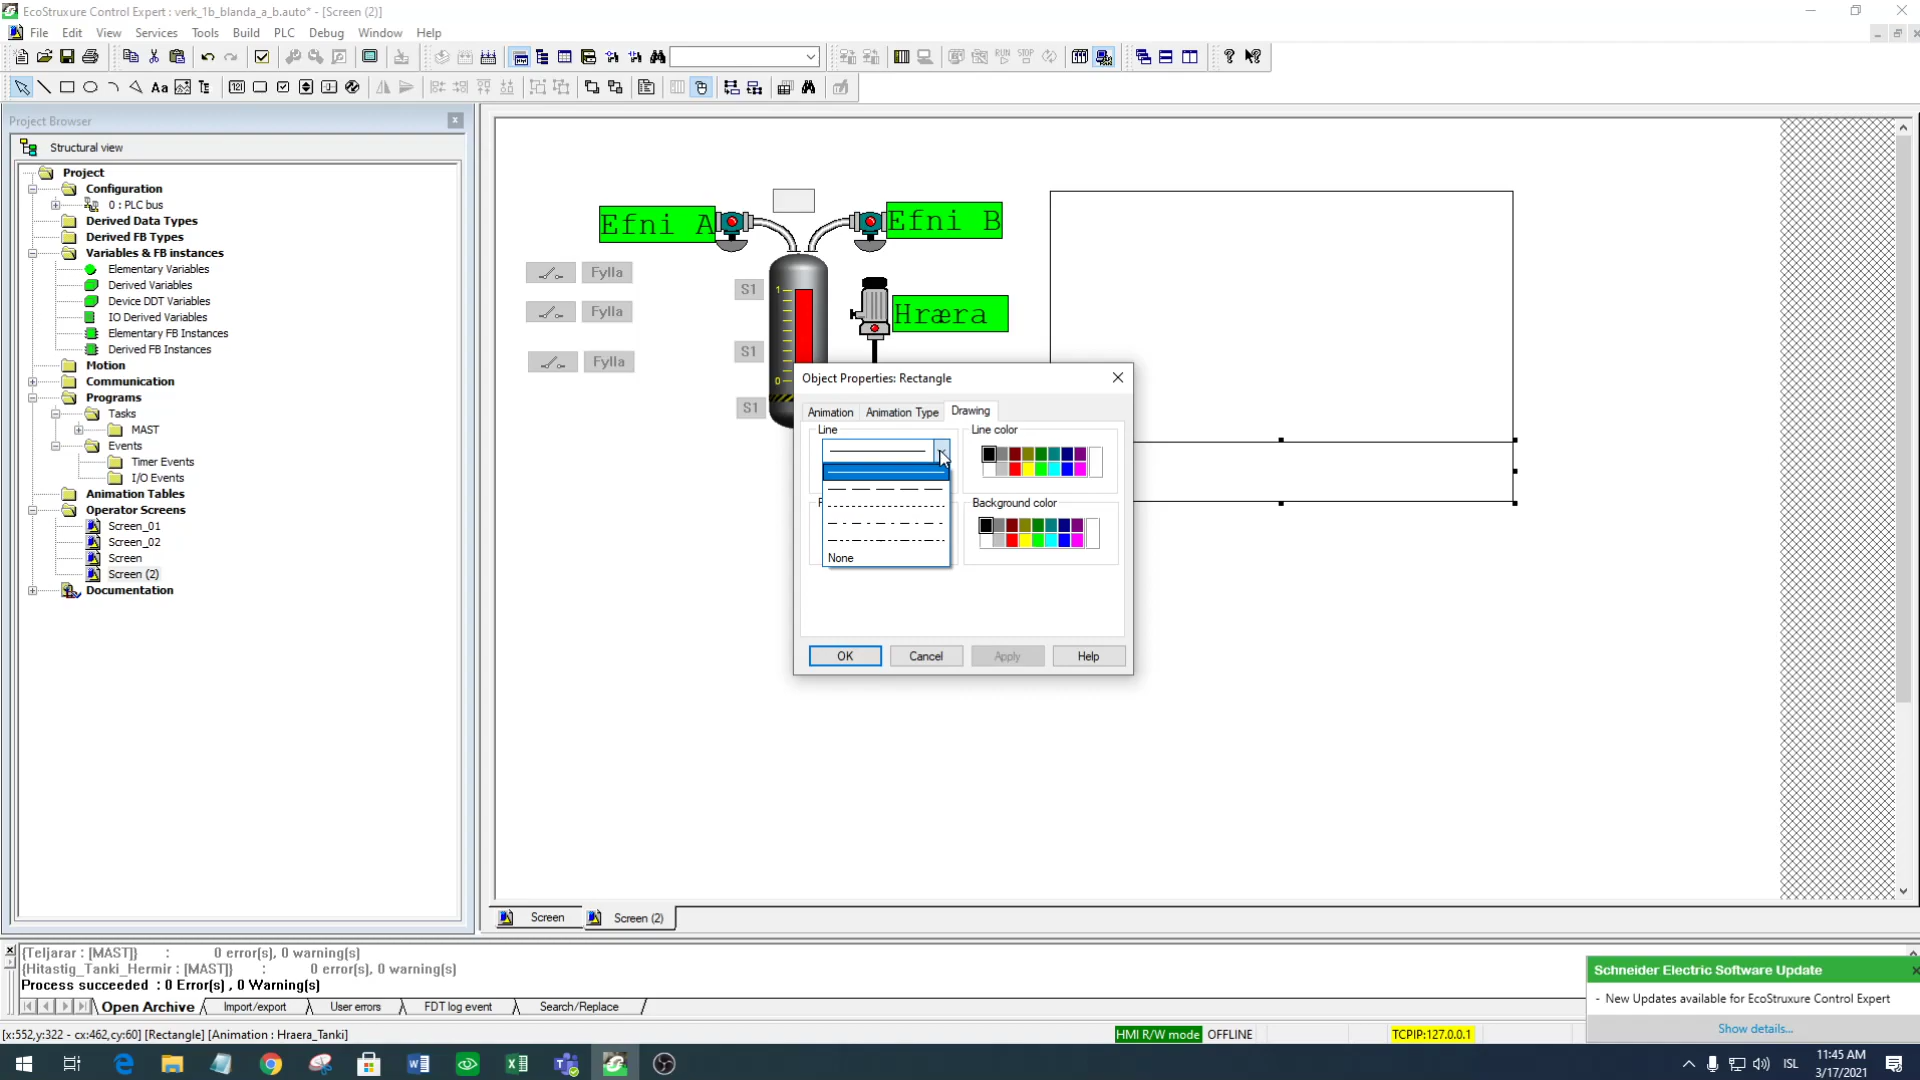 EcoStruxure Control Expert : verk_1b_blanda_a_b.auto* - [Screen (2)]
File Edit View Services Tools Build PLC Debug Window Help
RUN STOP
Aa
Project Browser
Structural view
Project
Configuration
0 : PLC bus
Derived Data Types
Derived FB Types
Variables & FB instances
Elementary Variables
Derived Variables
Device DDT Variables
IO Derived Variables
Elementary FB Instances
Derived FB Instances
Motion
Communication
Programs
Tasks
MAST
Events
Timer Events
I/O Events
Animation Tables
Operator Screens
Screen_01
Screen_02
Screen
Screen (2)
Documentation
Efni A
Efni B
Fylla
S1
1
Fylla
Hræra
S1
Fylla
0
S1
Object Properties: Rectangle
Animation Animation Type Drawing
Line
Line color
Background color
None
OK Cancel Apply Help
Screen Screen (2)
{Teljarar : [MAST]} : 0 error(s), 0 warning(s)
{Hitastig_Tanki_Hermir : [MAST]} : 0 error(s), 0 warning(s)
Process succeeded : 0 Error(s) , 0 Warning(s)
Open Archive Import/export User errors FDT log event Search/Replace
Schneider Electric Software Update
- New Updates available for EcoStruxure Control Expert
Show details...
[x:552,y:322 - cx:462,cy:60] [Rectangle] [Animation : Hraera_Tanki]
HMI R/W mode OFFLINE TCPIP:127.0.0.1
ISL
11:45 AM
3/17/2021